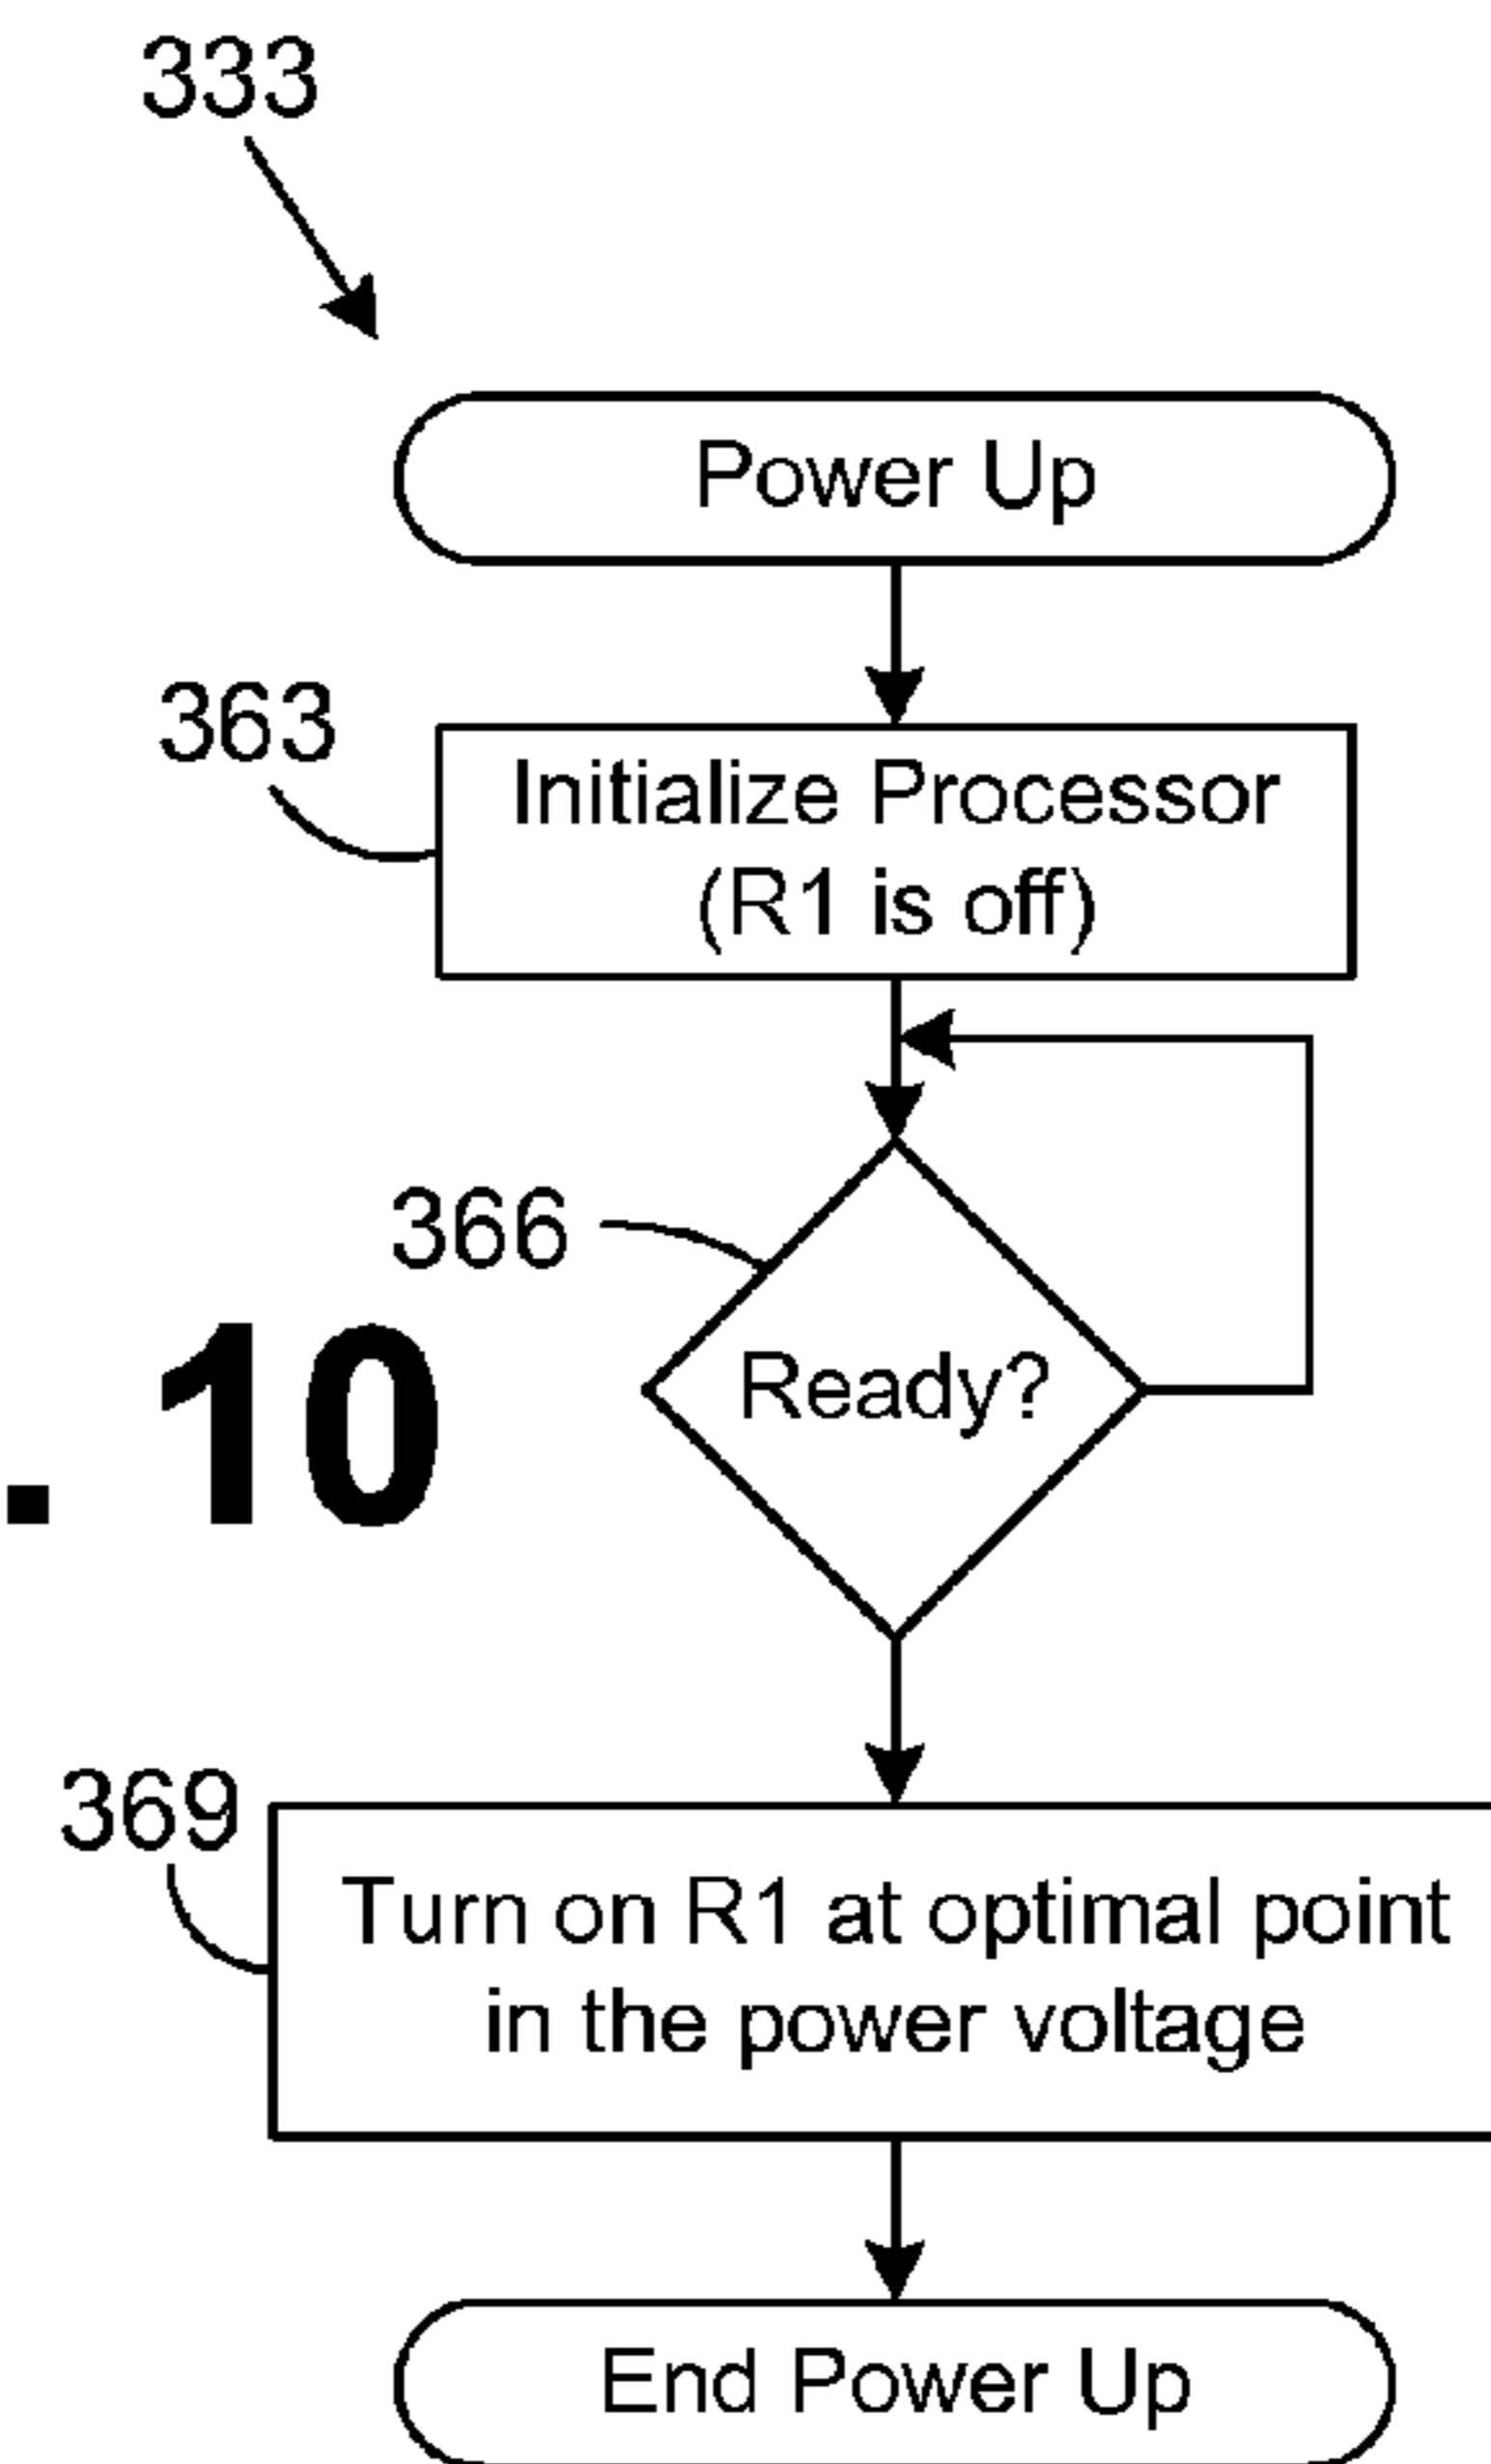 333
Power Up
363
Initialize Processor
(R1 is off)
366
Ready?
. 10
369
Turn on R1 at optimal point
in the power voltage
End Power Up